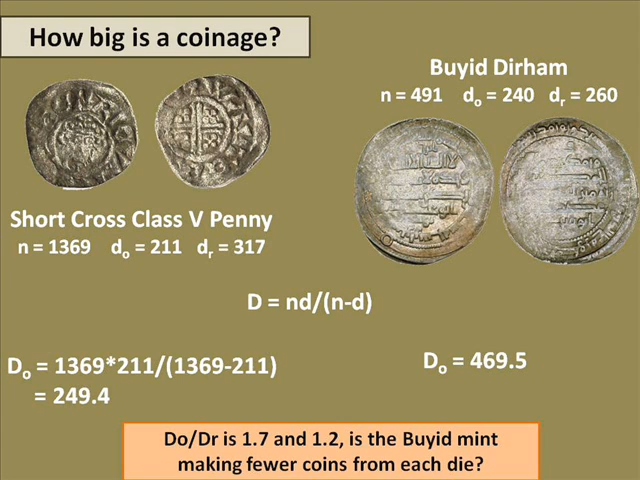 How big is a coinage?
Buyid Dirham
n = 491 do = 240 dr = 260
Short Cross Class V Penny
n = 1369 do = 211 dr = 317
D = nd/(n-d)
Do = 1369*211/(1369-211)
= 249.4
Do = 469.5
Do/Dr is 1.7 and 1.2, is the Buyid mint
making fewer coins from each die?